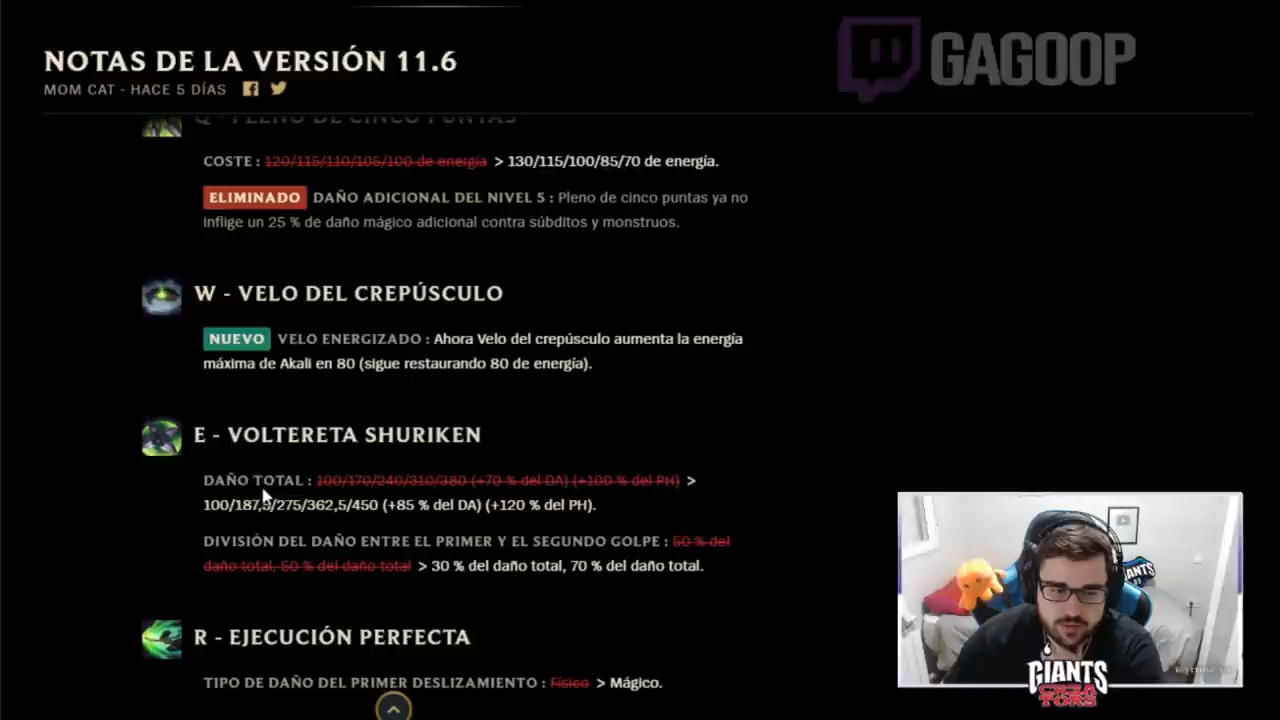 NOTAS DE LA VERSIÓN 11.6
MOM CAT - HACE 5 DÍAS
GAGOOP
Q - PLENO DE CINCO PUNTAS
COSTE : 120/115/110/105/100 de energía > 130/115/100/85/70 de energía.
ELIMINADO DAÑO ADICIONAL DEL NIVEL 5 : Pleno de cinco puntas ya no
inflige un 25 % de daño mágico adicional contra súbditos y monstruos.
W - VELO DEL CREPÚSCULO
NUEVO VELO ENERGIZADO : Ahora Velo del crepúsculo aumenta la energía
máxima de Akali en 80 (sigue restaurando 80 de energía).
E - VOLTERETA SHURIKEN
DAÑO TOTAL : 100/170/240/310/380 (+70 % del DA) (+100 % del PH) >
100/187,5/275/362,5/450 (+85 % del DA) (+120 % del PH).
DIVISIÓN DEL DAÑO ENTRE EL PRIMER Y EL SEGUNDO GOLPE : 50 % del
daño total, 50 % del daño total > 30 % del daño total, 70 % del daño total.
R - EJECUCIÓN PERFECTA
TIPO DE DAÑO DEL PRIMER DESLIZAMIENTO : Físico > Mágico.
GIANTS
GIANTS
CREA
TORS